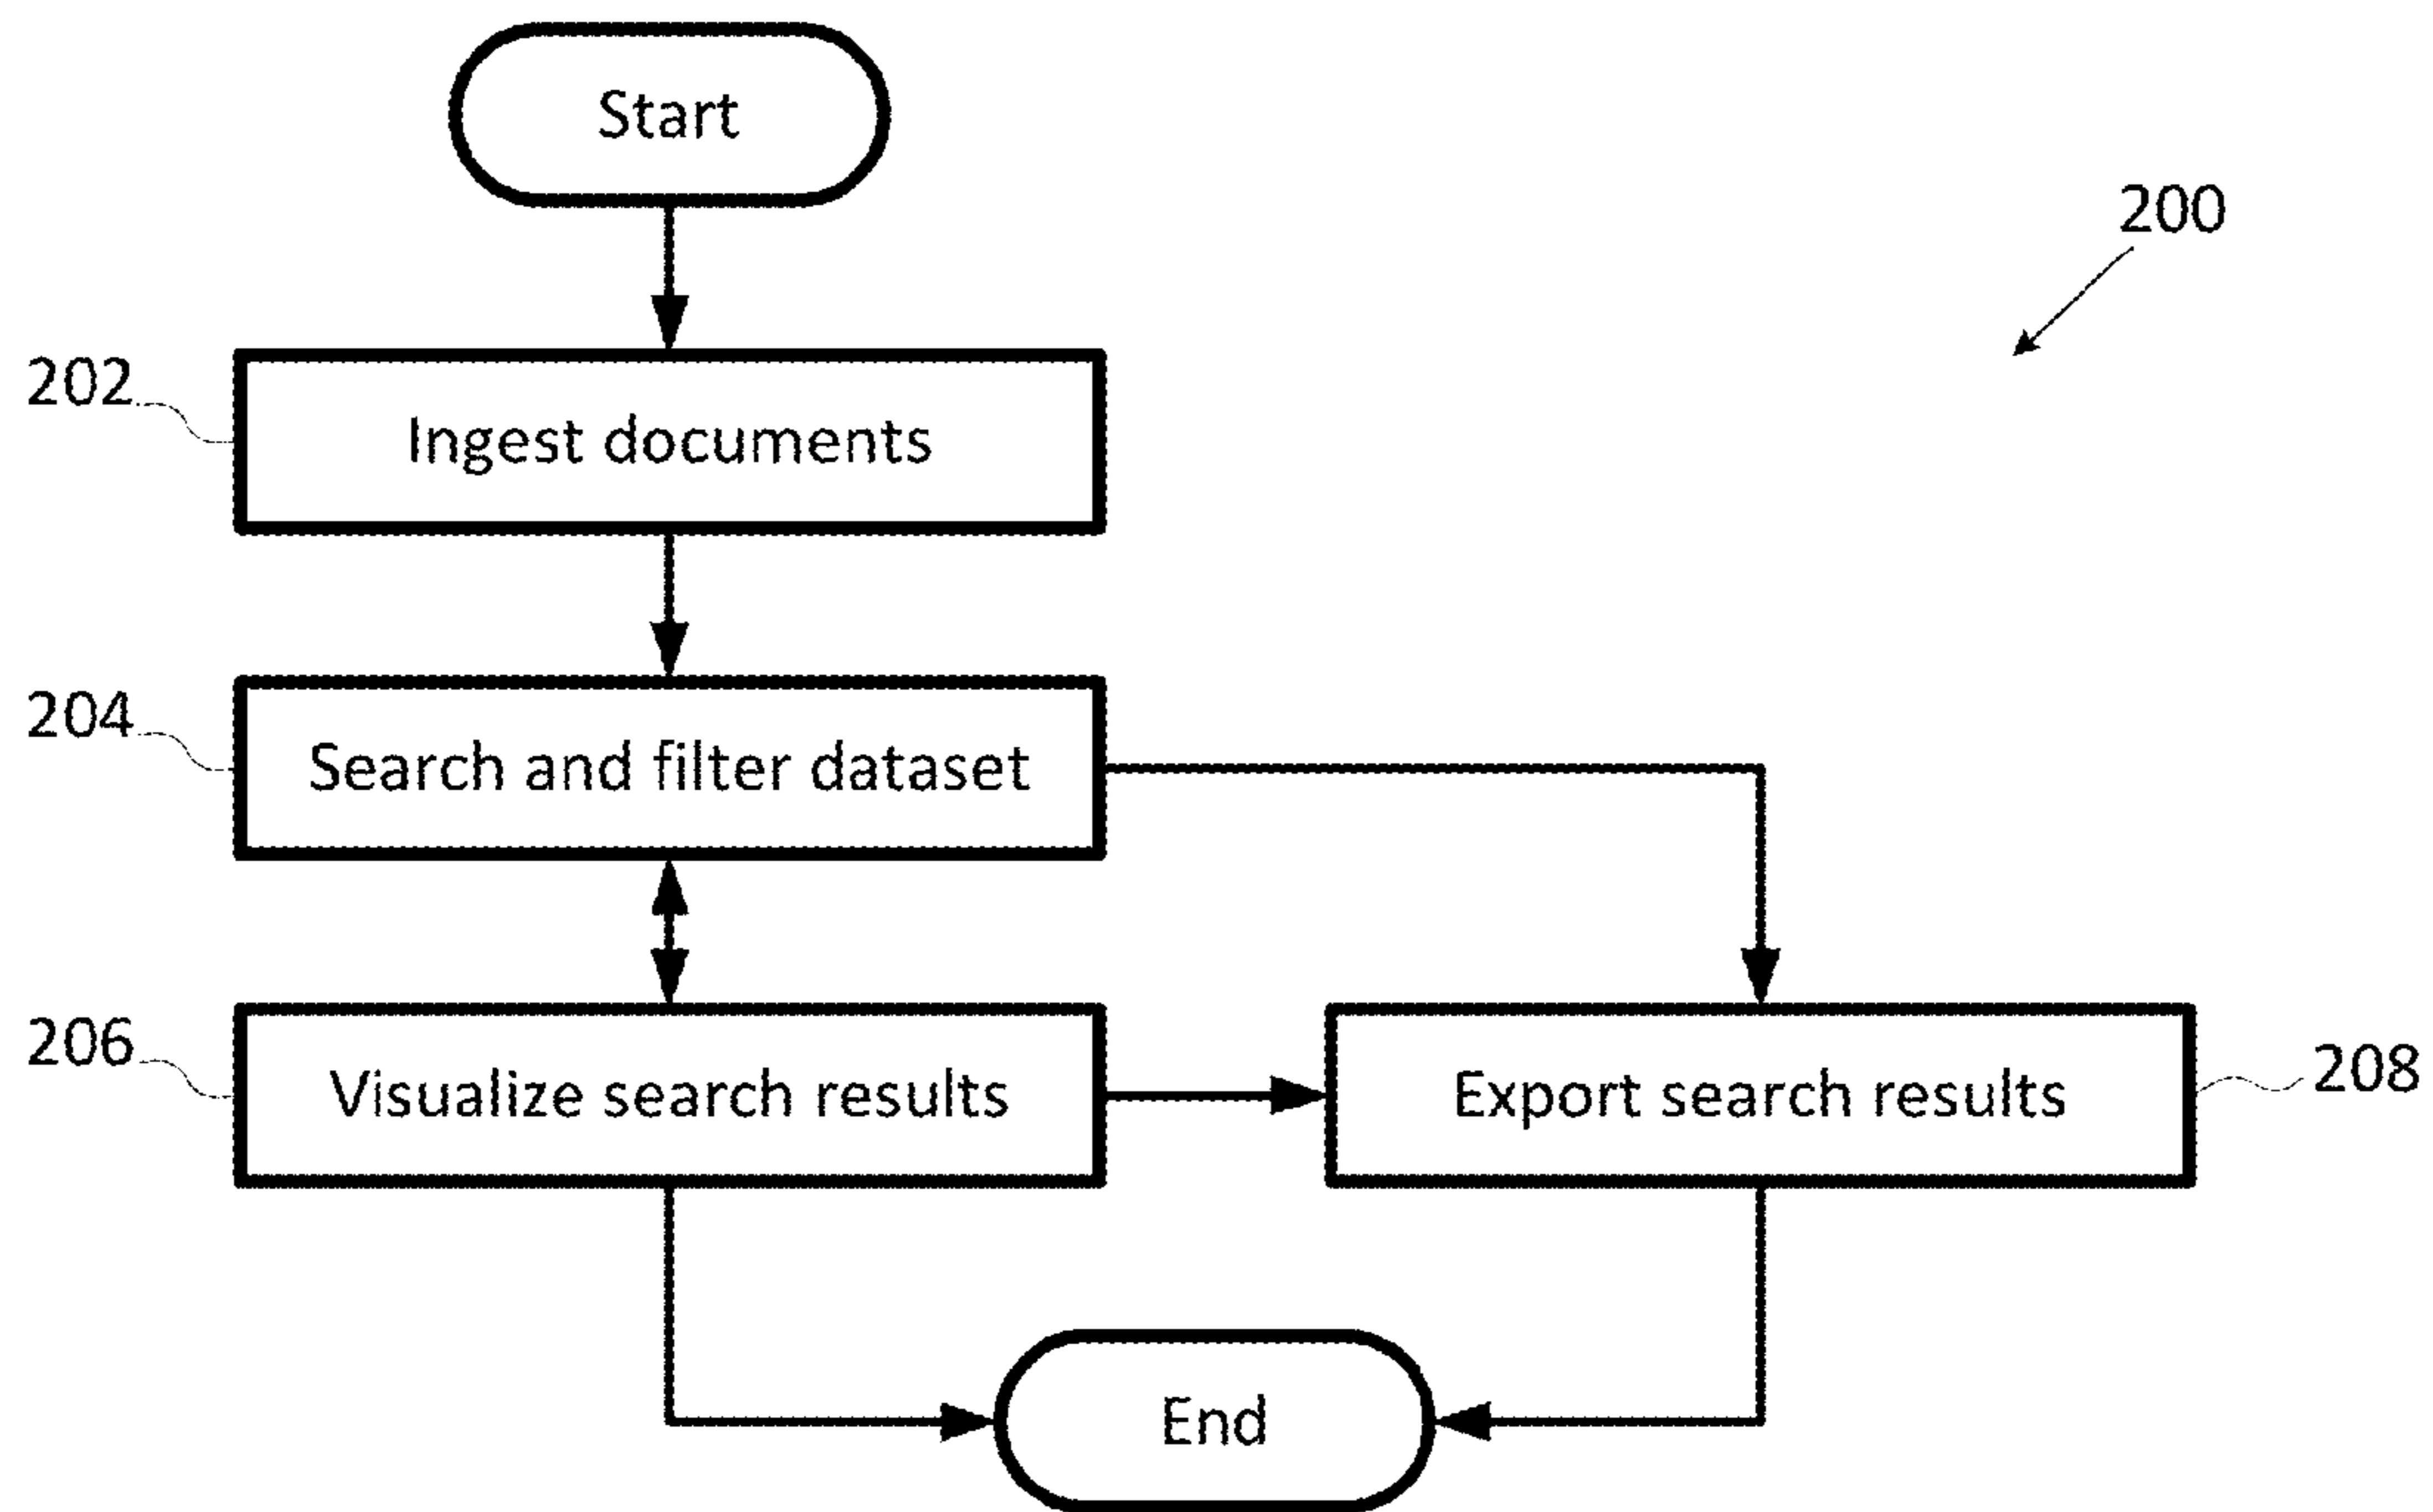 Start
200
202
Ingest documents
204
Search and filter dataset
206
Visualize search results
Export search results
208
End